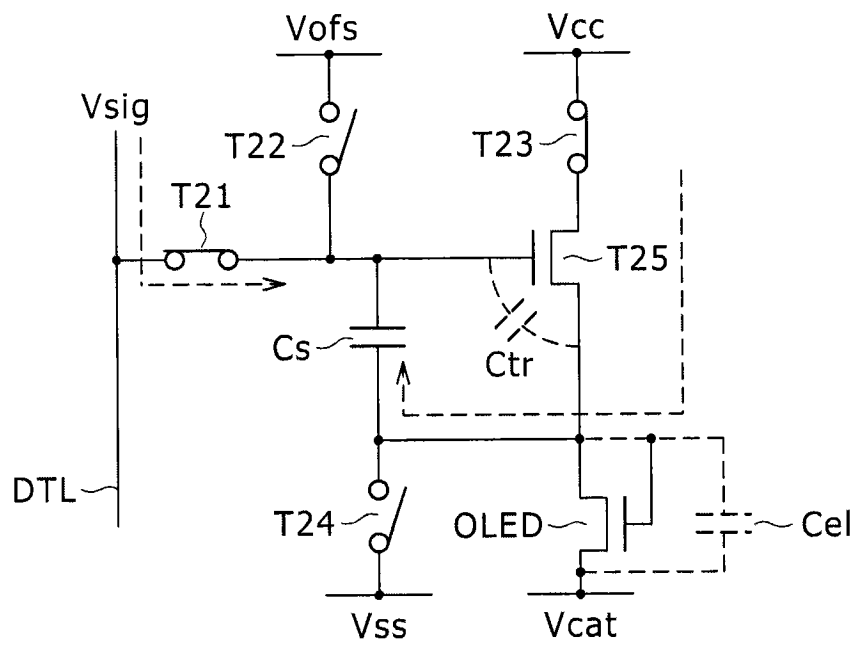 Vofs
Vcc
Vsig
T22
T23
T21
T25
Cs
Ctr
DTL
T24
OLED
Cel
Vss
Vcat